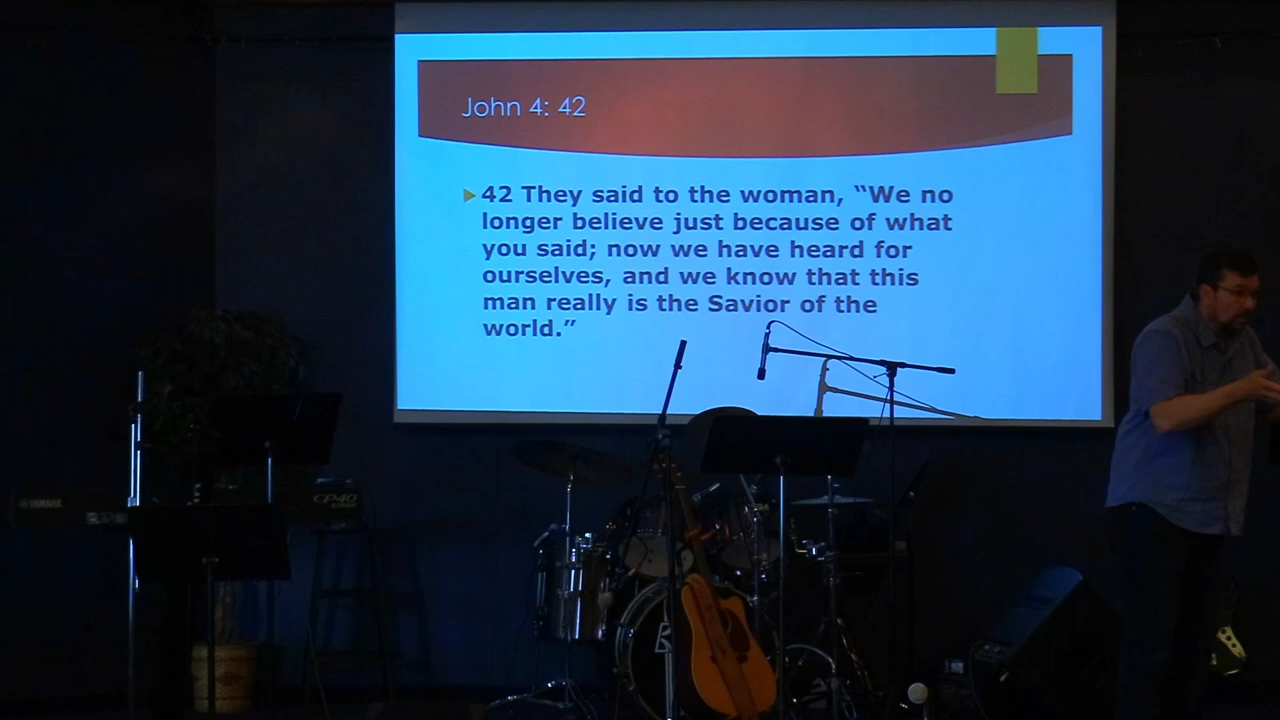 John 4: 42
42 They said to the woman, “We no
longer believe just because of what
you said; now we have heard for
ourselves, and we know that this
man really is the Savior of the
world.”
YAMAHA
CP40
STAGE